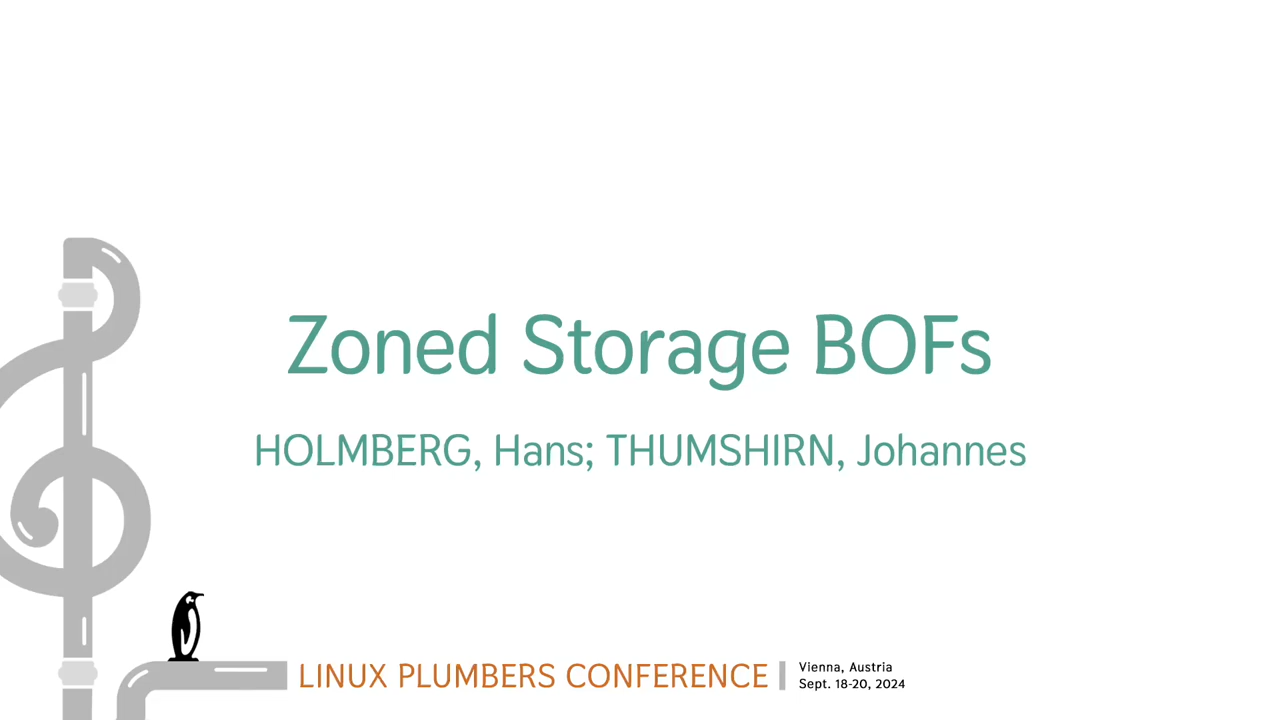 Zoned Storage BOFs
HOLMBERG, Hans; THUMSHIRN, Johannes
LINUX PLUMBERS CONFERENCE
Vienna, Austria
Sept. 18-20, 2024